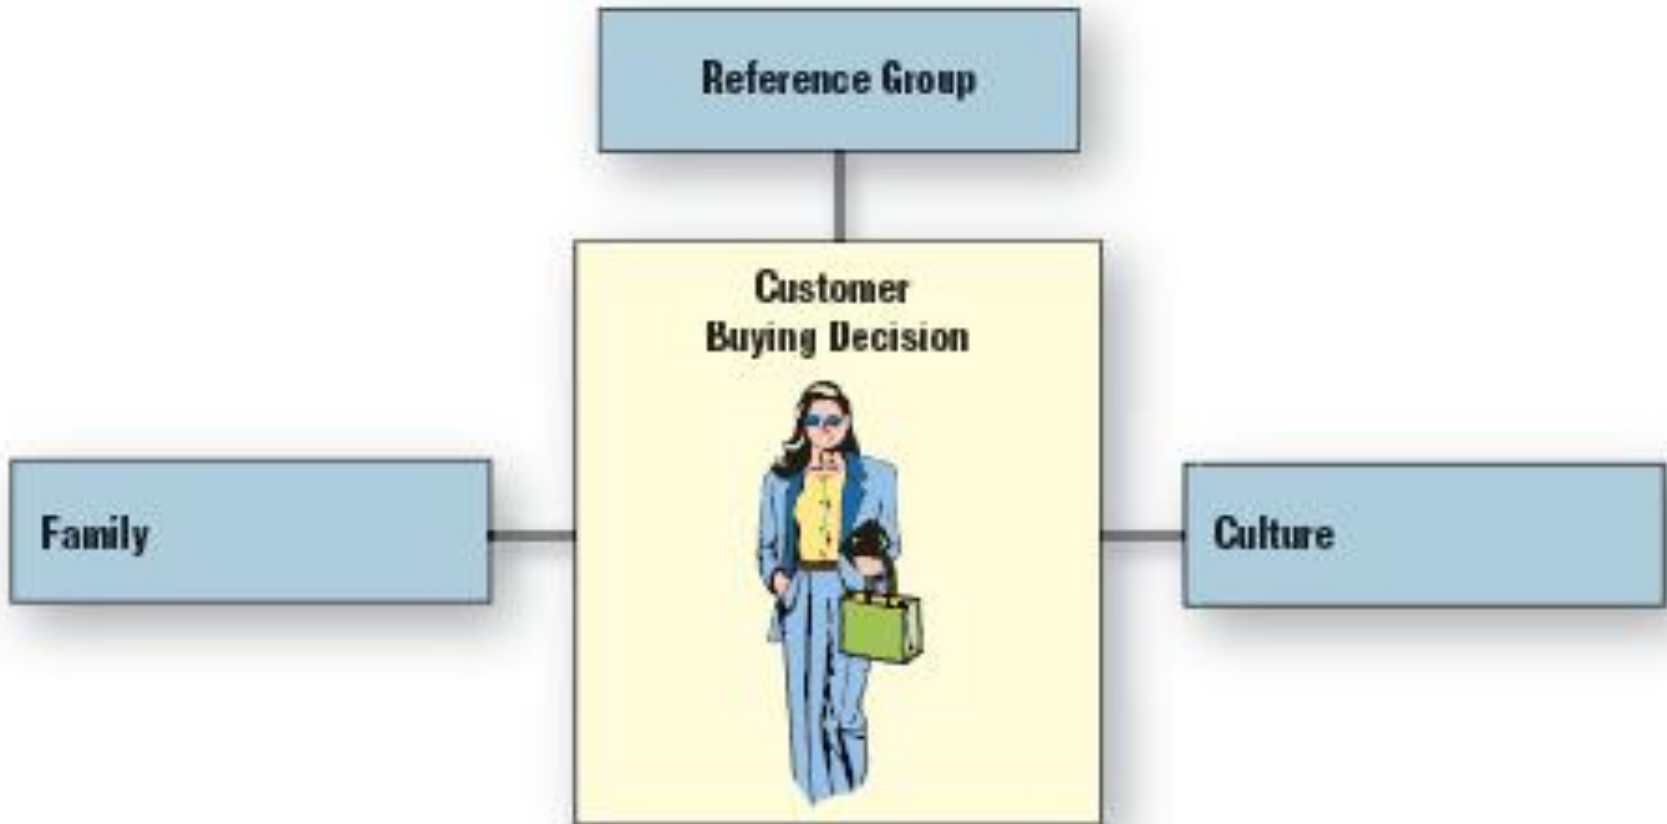 Reference Group
Customer
Buying Decision
Family
Culture